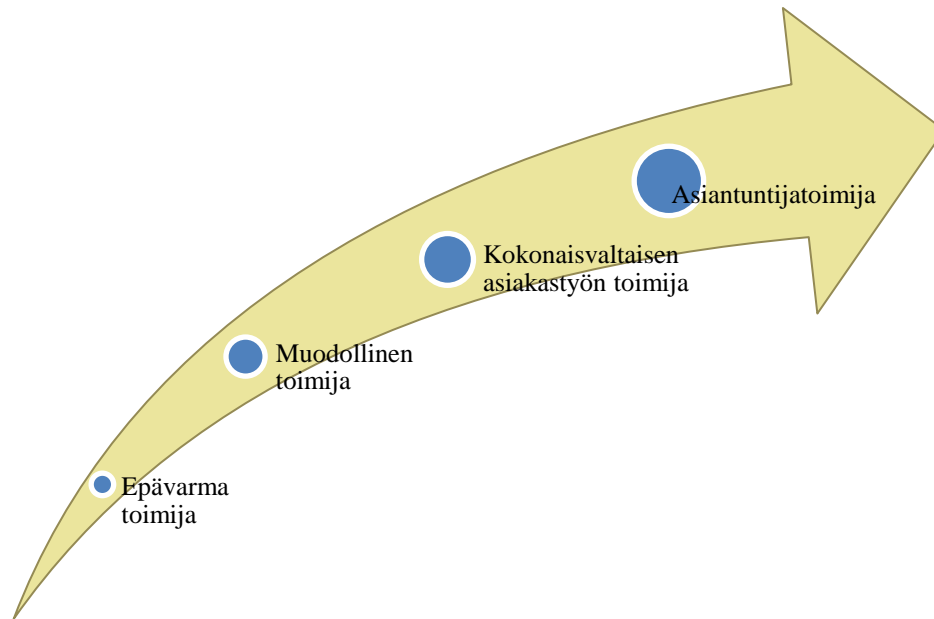 Asiantuntijatoimija
Kokonaisvaltaisen
asiakastyön toimija
Muodollinen
toimija
Epävarma
toimija